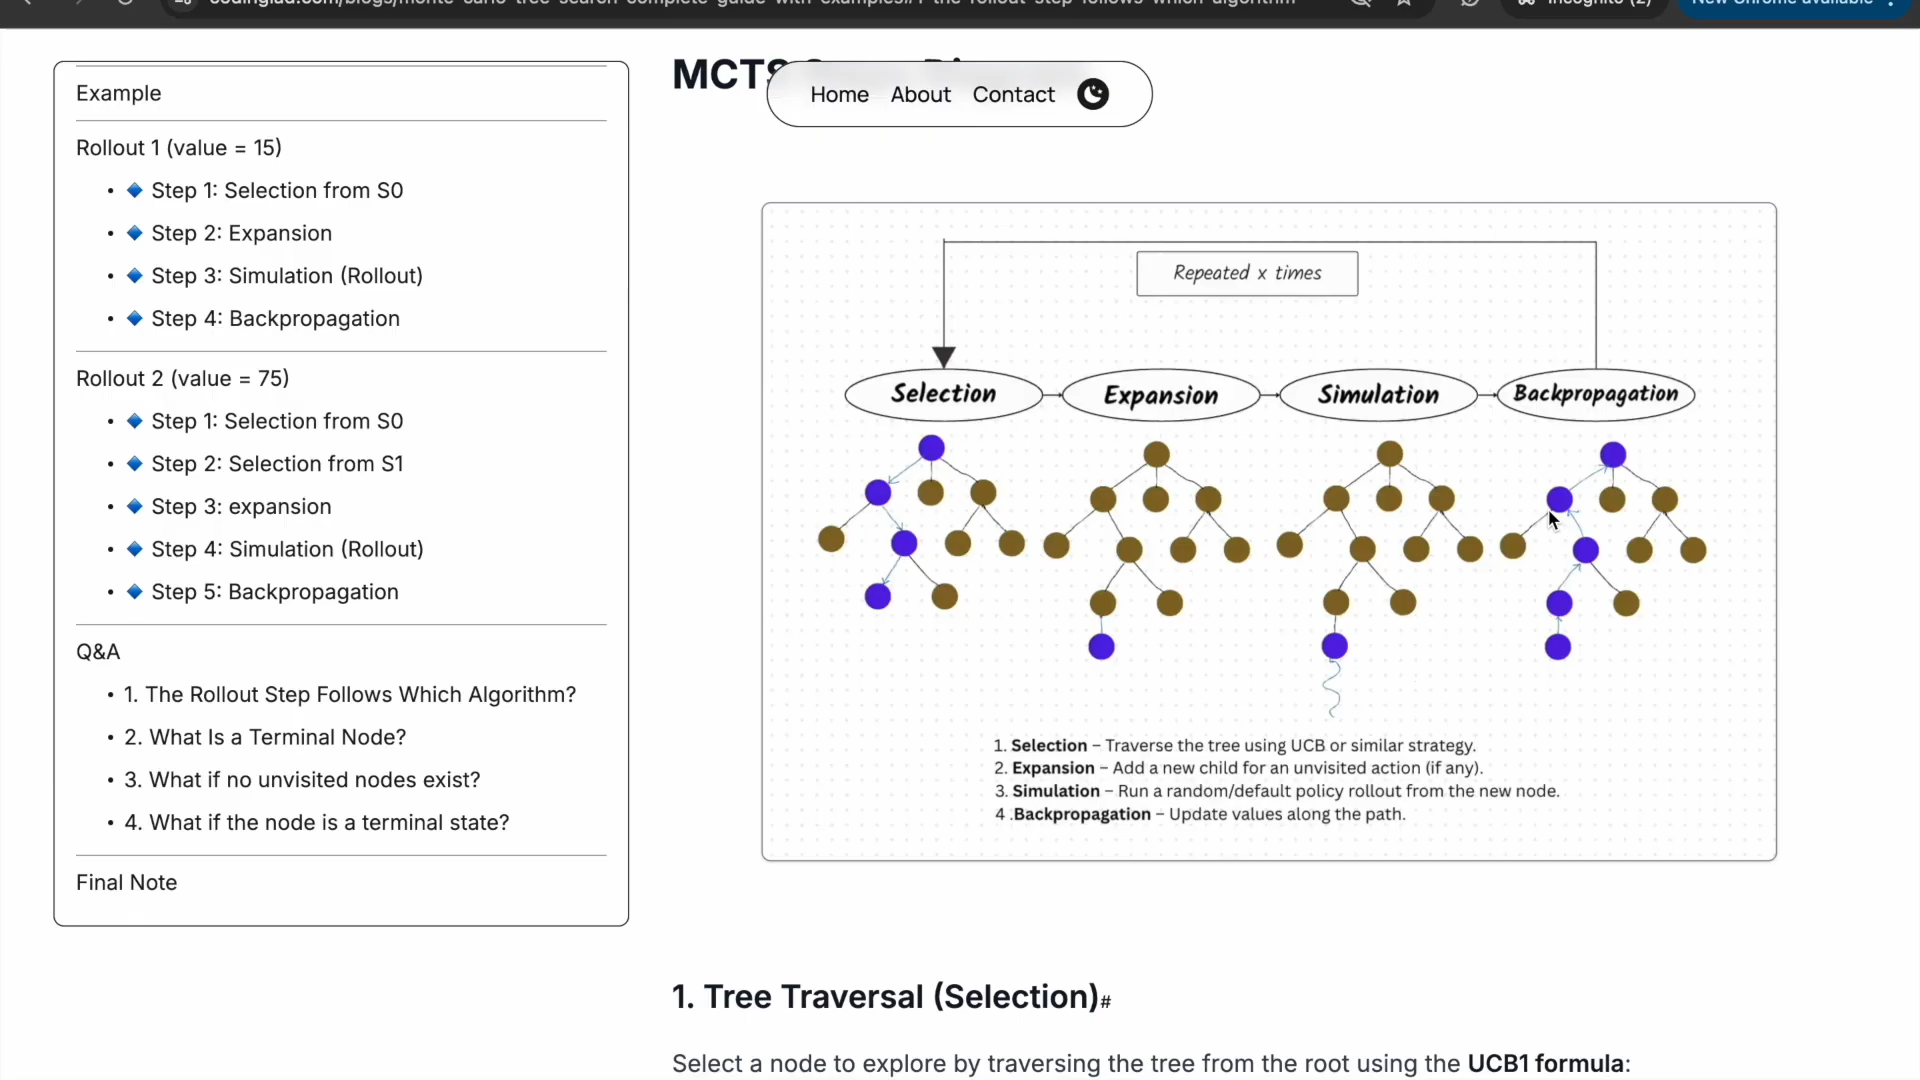 New Chrome available
Example
Rollout 1 (value = 15)
• Step 1: Selection from S0
• Step 2: Expansion
• Step 3: Simulation (Rollout)
• Step 4: Backpropagation
Rollout 2 (value = 75)
• Step 1: Selection from S0
• Step 2: Selection from S1
• Step 3: expansion
• Step 4: Simulation (Rollout)
• Step 5: Backpropagation
Q&A
• 1. The Rollout Step Follows Which Algorithm?
• 2. What Is a Terminal Node?
• 3. What if no unvisited nodes exist?
• 4. What if the node is a terminal state?
Final Note
MCTS
Home About Contact
Repeated x times
Selection Expansion Simulation Backpropagation
1. Selection – Traverse the tree using UCB or similar strategy.
2. Expansion – Add a new child for an unvisited action (if any).
3. Simulation – Run a random/default policy rollout from the new node.
4 .Backpropagation – Update values along the path.
1. Tree Traversal (Selection)#
Select a node to explore by traversing the tree from the root using the UCB1 formula: